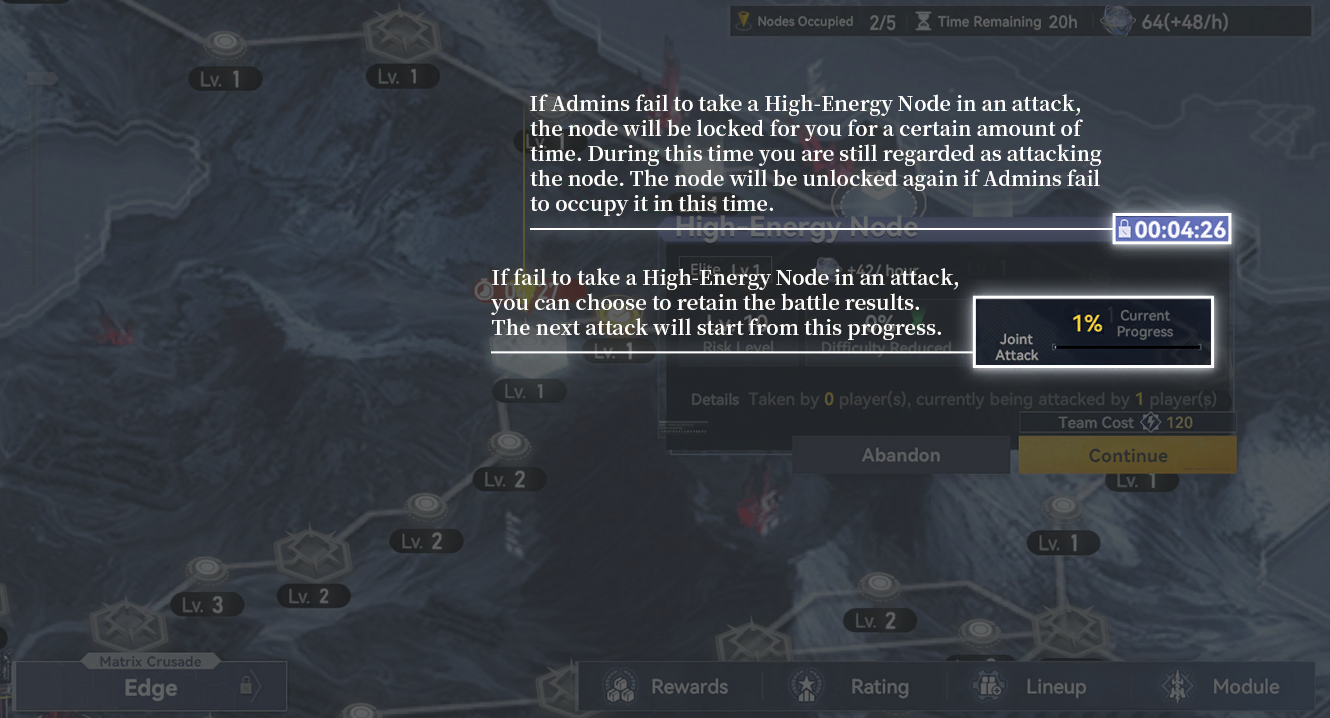 Nodes Occupied 2/5 Time Remaining 20h 64(+48/h)
Lv. 1
Lv. 1
If Admins fail to take a High-Energy Node in an attack,
the node will be locked for you for a certain amount of
time. During this time you are still regarded as attacking
the node. The node will be unlocked again if Admins fail
to occupy it in this time.
High-Energy Node
00:04:26
Elite Lv.1 +42/hour
If fail to take a High-Energy Node in an attack,
you can choose to retain the battle results.
The next attack will start from this progress.
1% Current
Progress
Joint
Attack
Lv. 1
Risk Level
Difficulty Reduced
Lv. 1
Details Taken by 0 player(s), currently being attacked by 1 player(s)
Team Cost 120
Abandon
Continue
Lv. 2
Lv. 1
Lv. 2
Lv. 1
Lv. 2
Lv. 3
Lv. 2
Matrix Crusade
Edge
Rewards
Rating
Lineup
Module